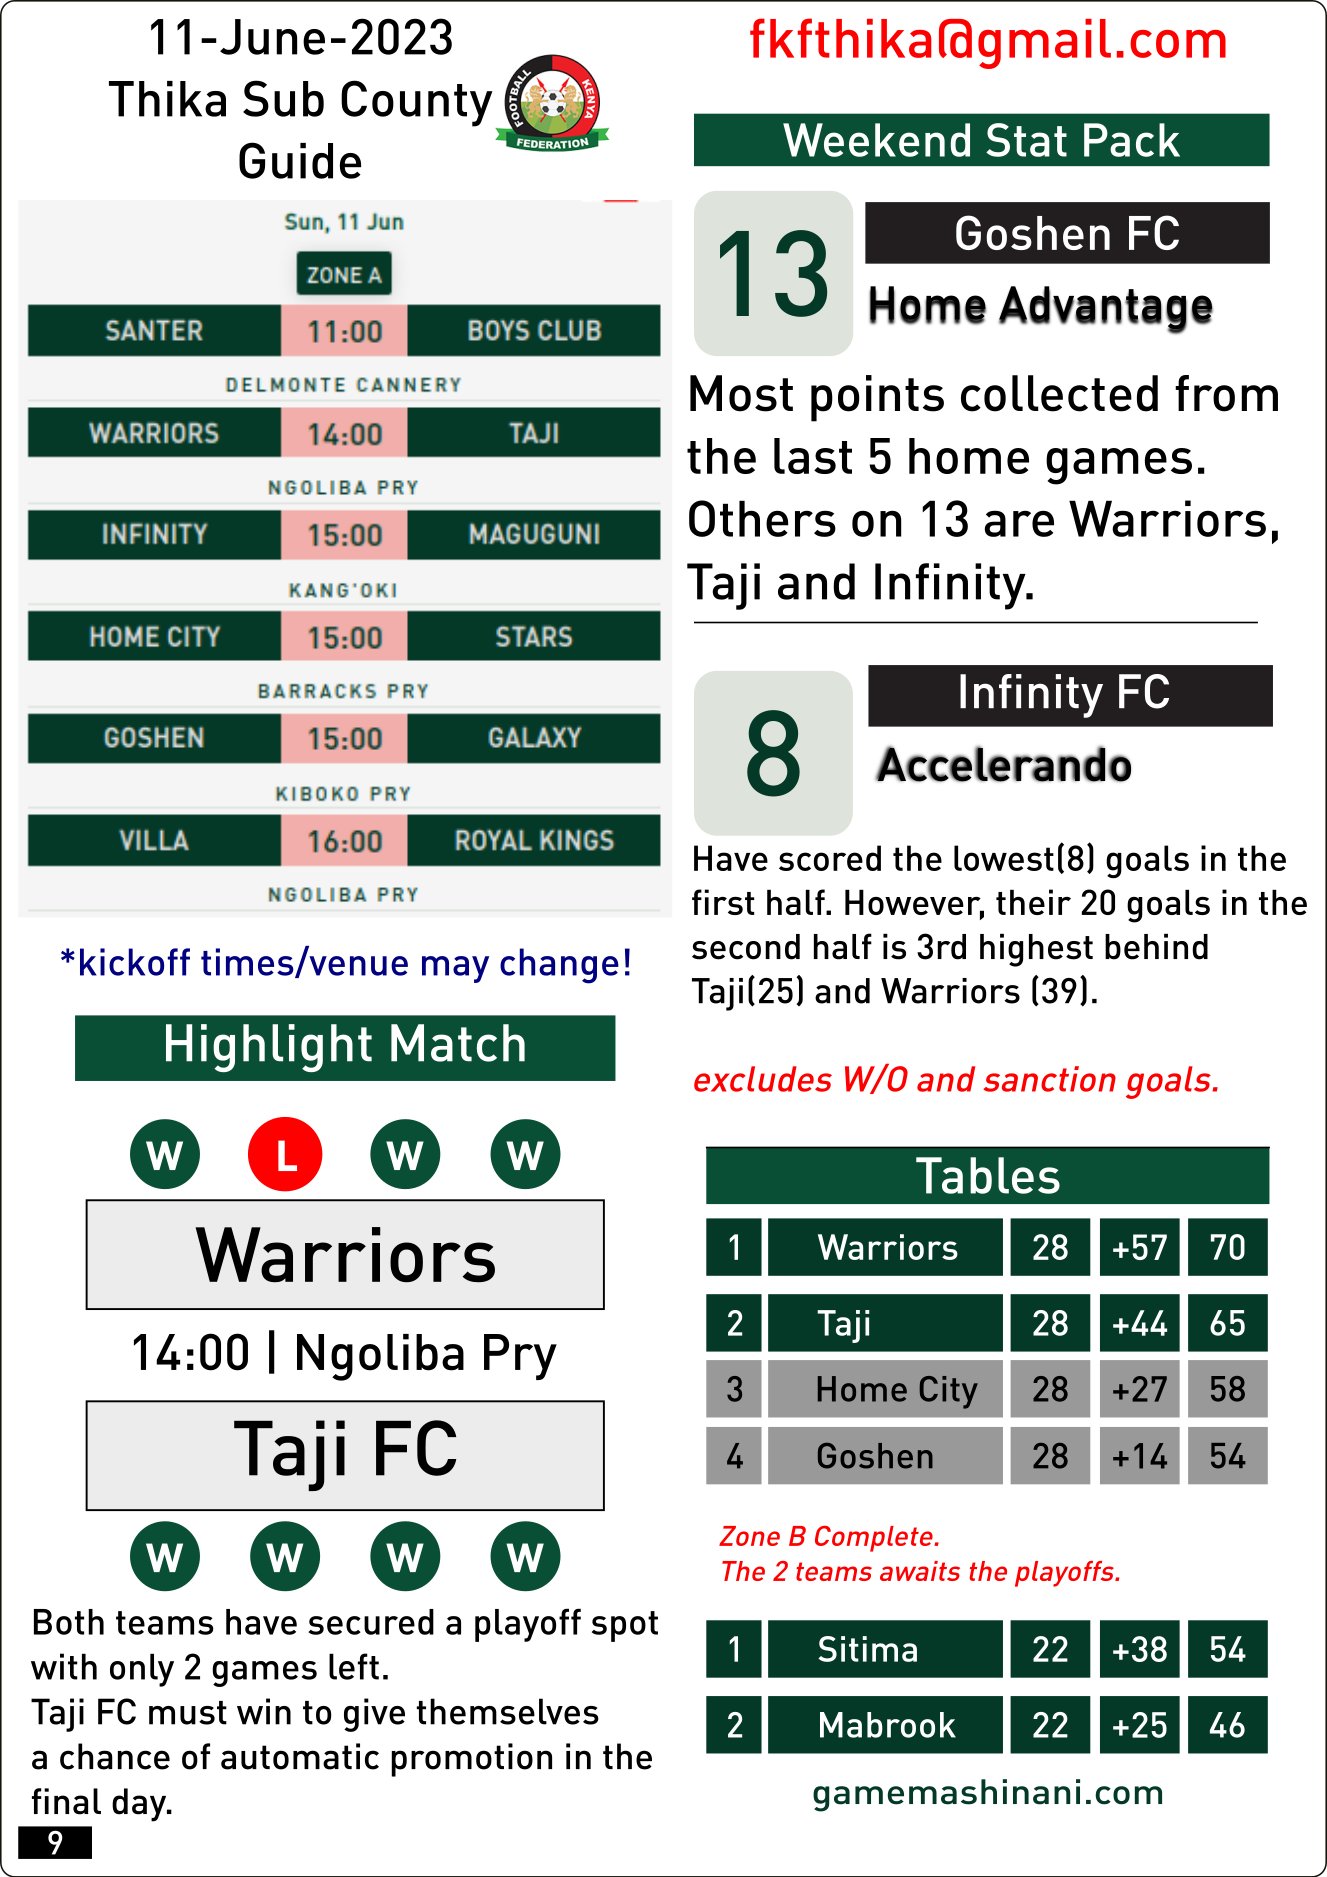 11-June-2023
Thika Sub County
Guide
FOOTBALL
KENYA
FEDERATION
Sun, 11 Jun
ZONE A
SANTER 11:00 BOYS CLUB
DELMONTE CANNERY
WARRIORS 14:00 TAJI
NGOLIBA PRY
INFINITY 15:00 MAGUGUNI
KANG'OKI
HOME CITY 15:00 STARS
BARRACKS PRY
GOSHEN 15:00 GALAXY
KIBOKO PRY
VILLA 16:00 ROYAL KINGS
NGOLIBA PRY
*kickoff times/venue may change!
Highlight Match
W L W W
Warriors
14:00 | Ngoliba Pry
Taji FC
W W W W
Both teams have secured a playoff spot
with only 2 games left.
Taji FC must win to give themselves
a chance of automatic promotion in the
final day.
9
fkfthika@gmail.com
Weekend Stat Pack
13
Goshen FC
Home Advantage
Most points collected from
the last 5 home games.
Others on 13 are Warriors,
Taji and Infinity.
8
Infinity FC
Accelerando
Have scored the lowest(8) goals in the
first half. However, their 20 goals in the
second half is 3rd highest behind
Taji(25) and Warriors (39).
excludes W/O and sanction goals.
Tables
1 Warriors 28 +57 70
2 Taji 28 +44 65
3 Home City 28 +27 58
4 Goshen 28 +14 54
Zone B Complete.
The 2 teams awaits the playoffs.
1 Sitima 22 +38 54
2 Mabrook 22 +25 46
gamemashinani.com